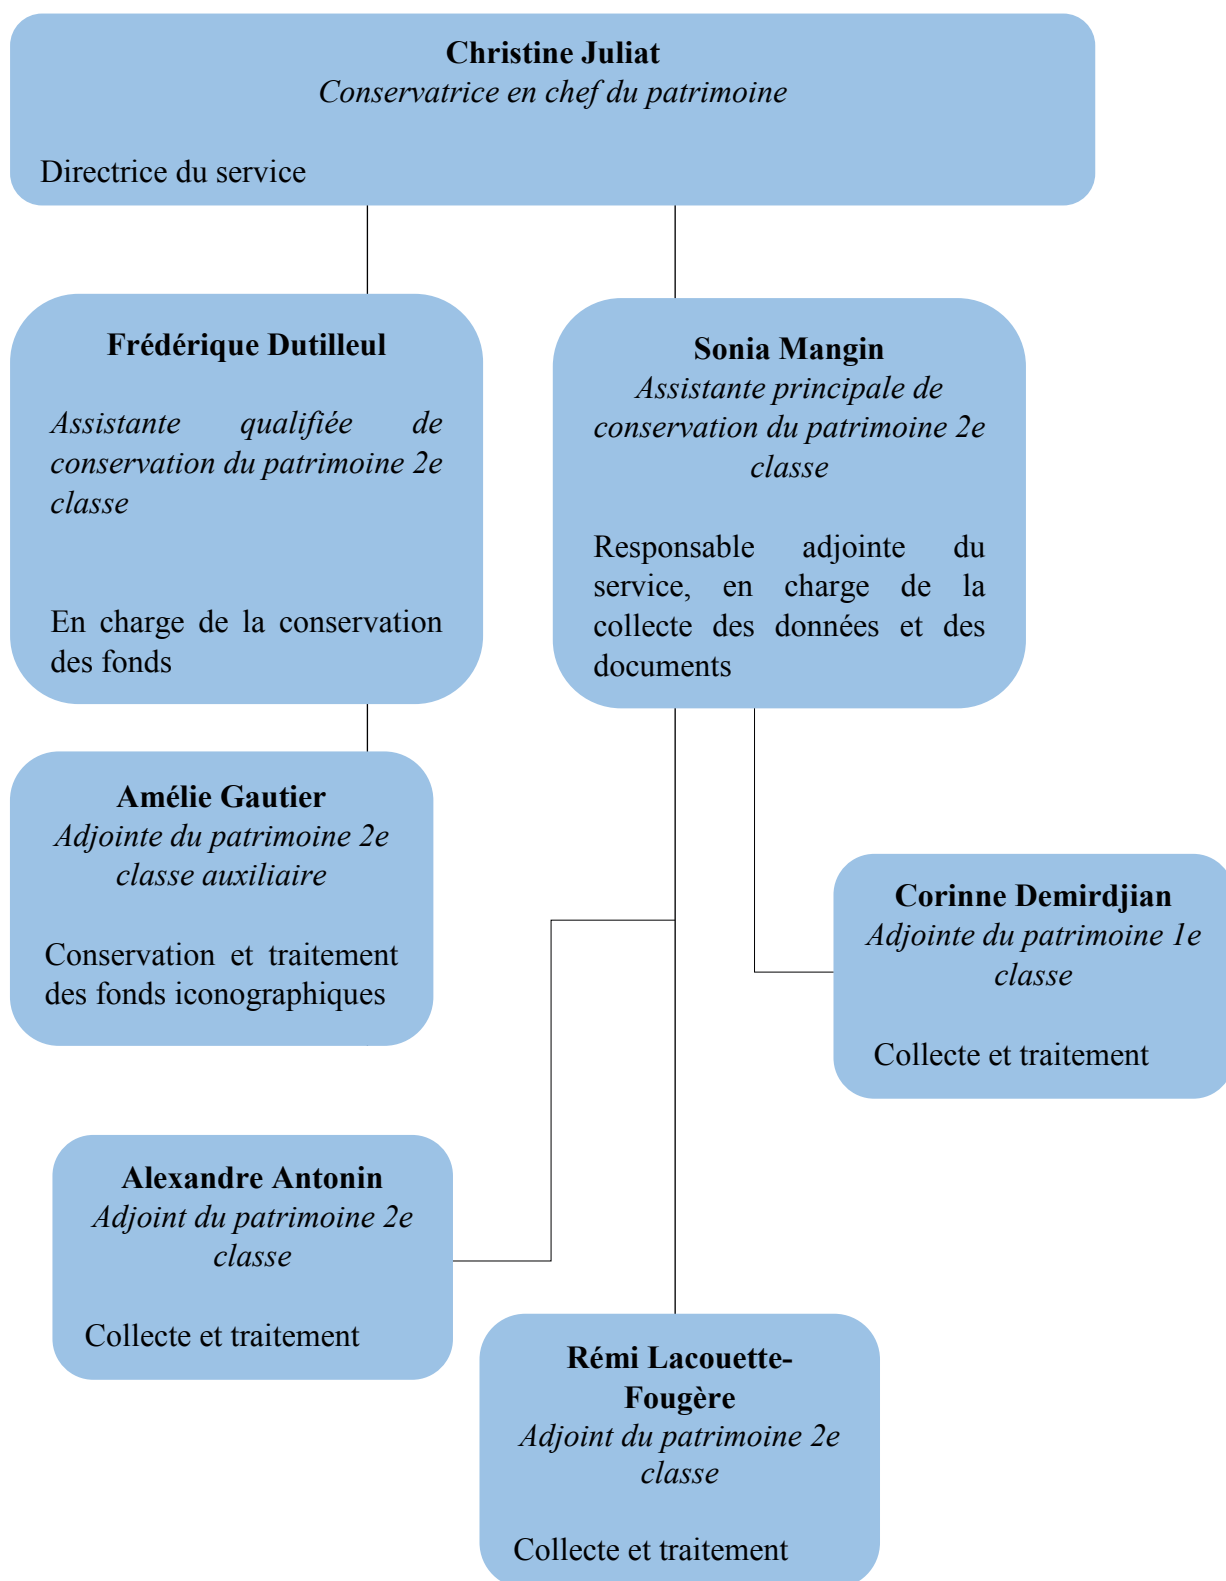 Christine Juliat
Conservatrice en chef du patrimoine
Directrice du service
Frédérique Dutilleul
Assistante qualifiée de
conservation du patrimoine 2e
classe
En charge de la conservation
des fonds
Sonia Mangin
Assistante principale de
conservation du patrimoine 2e
classe
Responsable adjointe du
service, en charge de la
collecte des données et des
documents
Amélie Gautier
Adjointe du patrimoine 2e
classe auxiliaire
Conservation et traitement
des fonds iconographiques
Corinne Demirdjian
Adjointe du patrimoine 1e
classe
Collecte et traitement
Alexandre Antonin
Adjoint du patrimoine 2e
classe
Collecte et traitement
Rémi Lacouette-
Fougère
Adjoint du patrimoine 2e
classe
Collecte et traitement